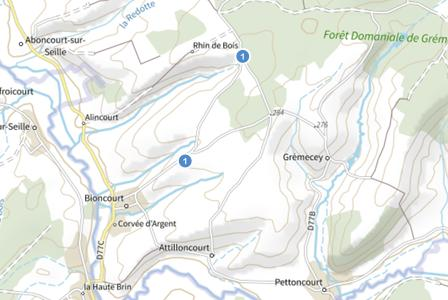 la Redotte
Aboncourt-sur-
Seille
Rhin de Bois
Forêt Domaniale de Grém
1
froicourt
Alincourt
264
276
-sur-
Seille
Grémecey
1
Bioncourt
D77B
Corvée d'Argent
D77C
Attilloncourt
la Haute Brin
Pettoncourt